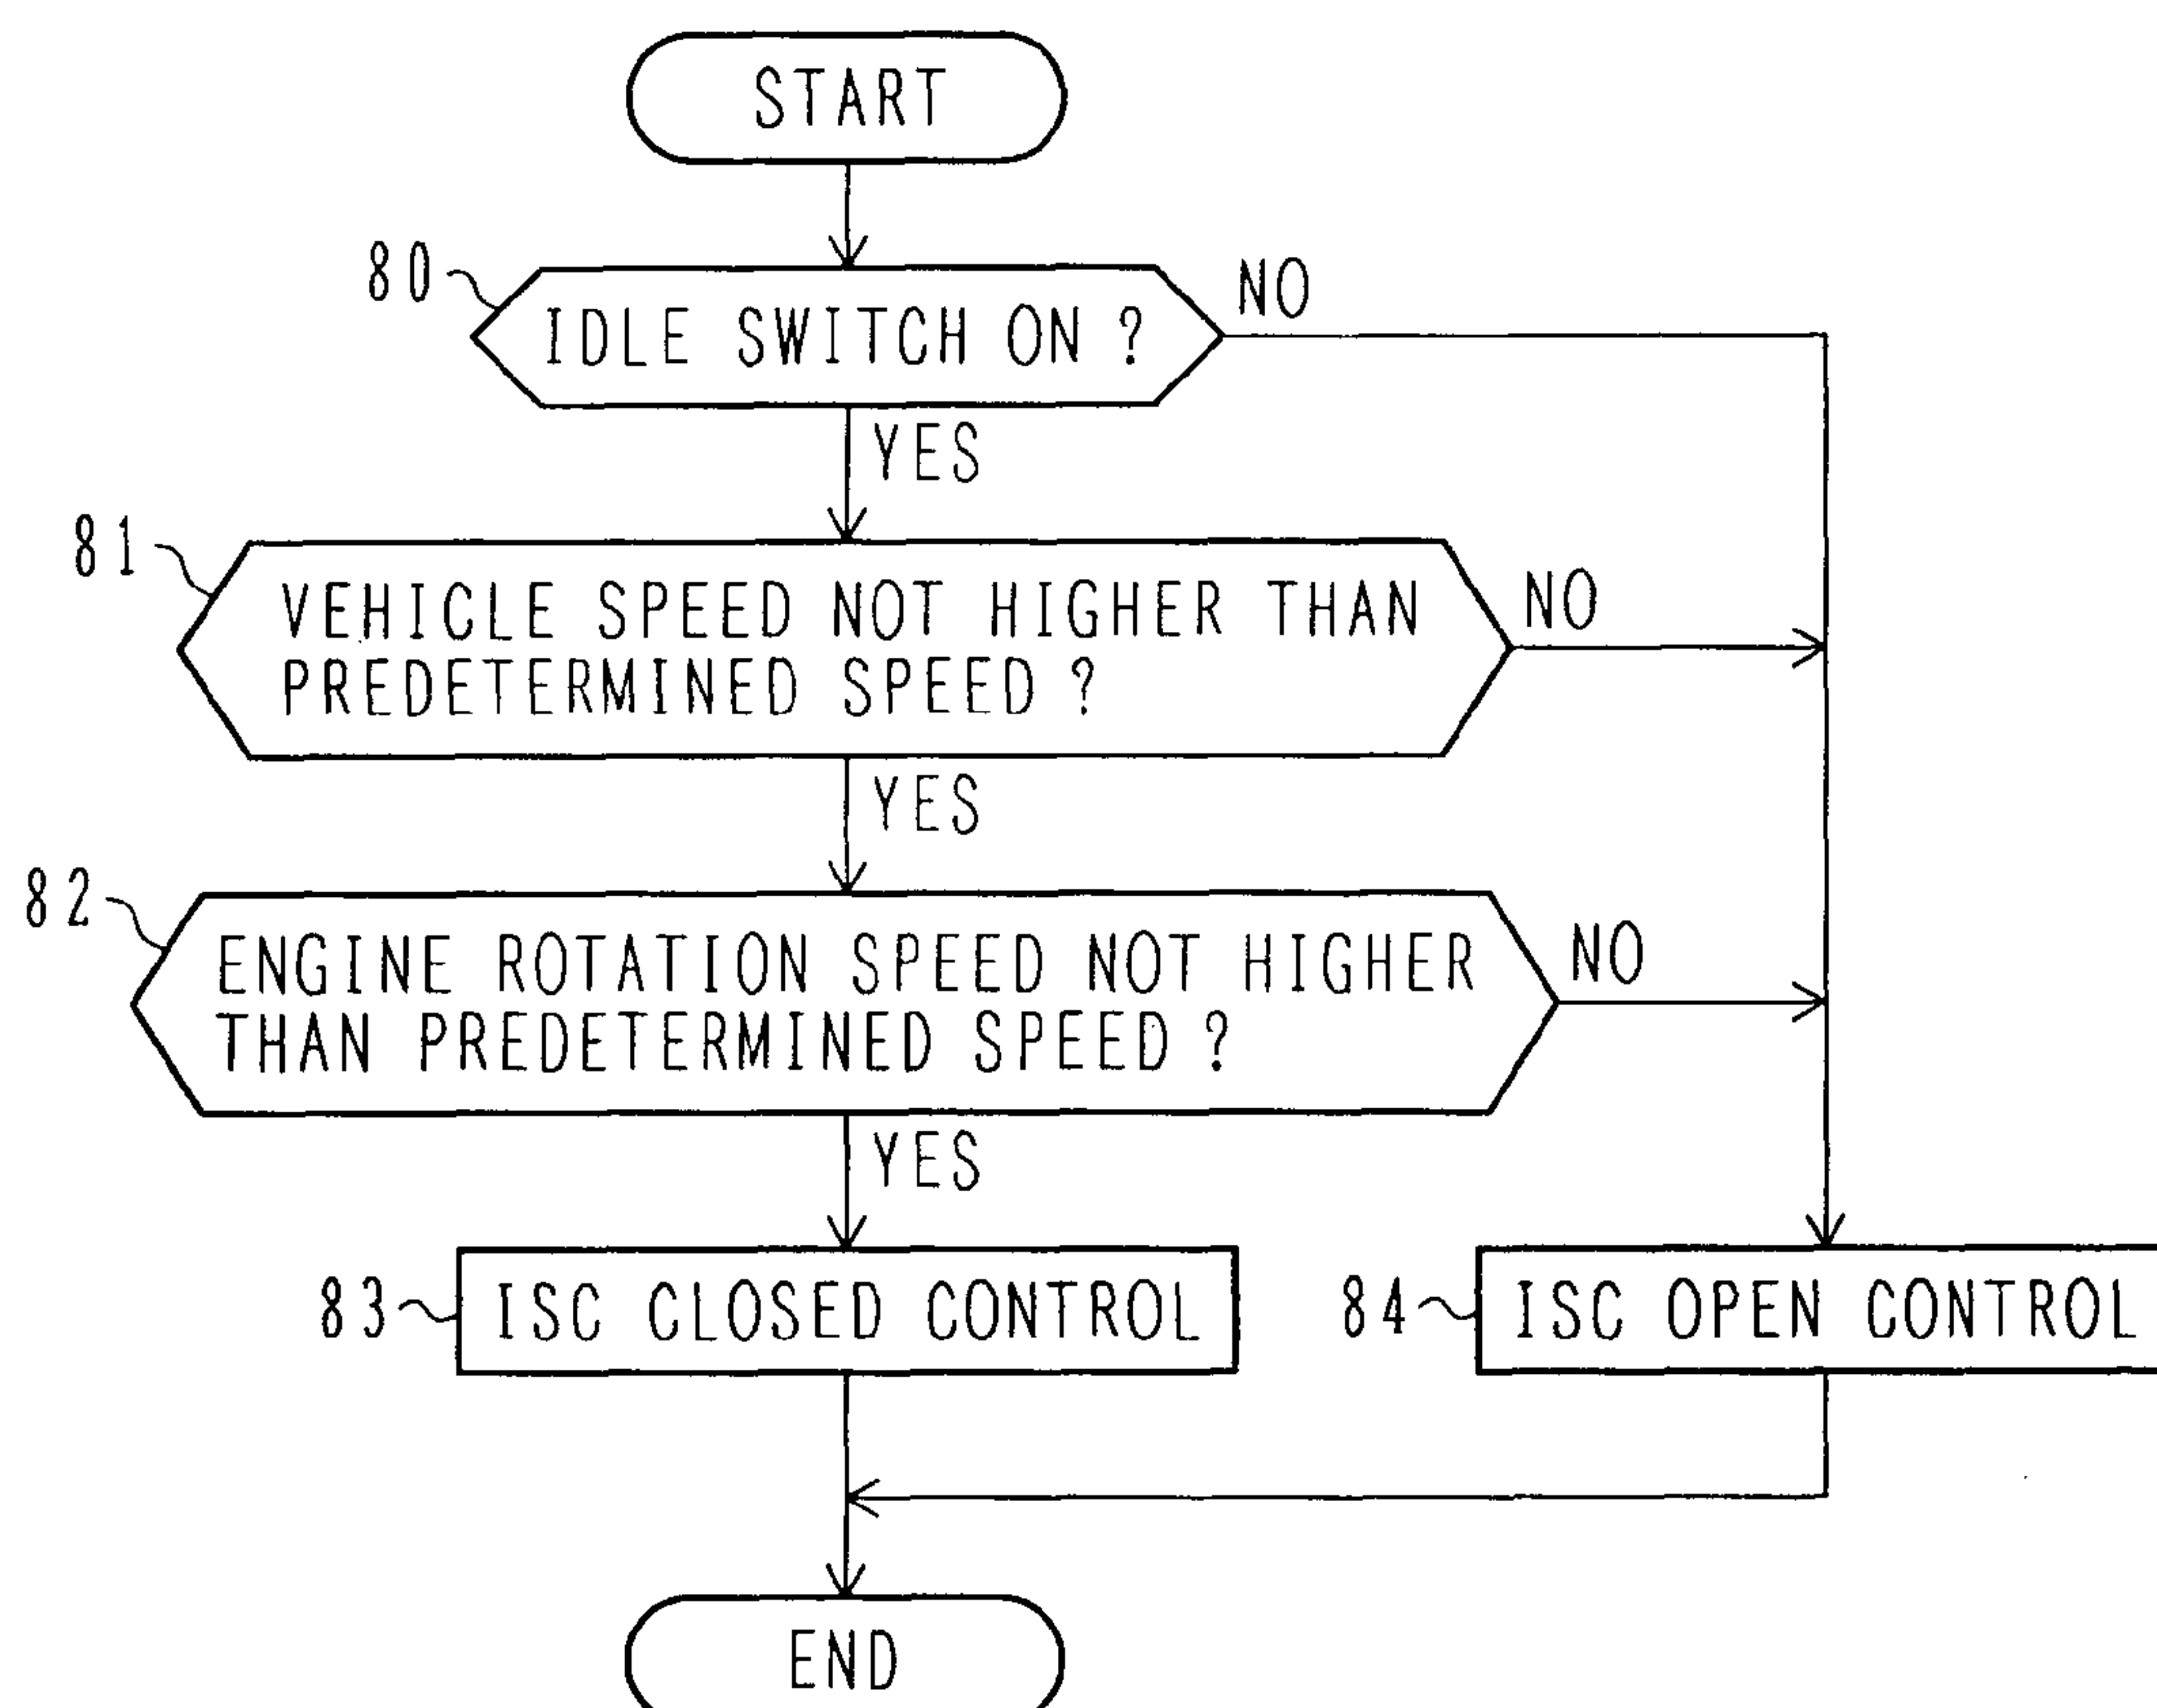 START
80
IDLE SWITCH ON ?
NO
YES
81
VEHICLE SPEED NOT HIGHER THAN
PREDETERMINED SPEED ?
NO
YES
82
ENGINE ROTATION SPEED NOT HIGHER
THAN PREDETERMINED SPEED ?
NO
YES
83
ISC CLOSED CONTROL
84
ISC OPEN CONTROL
END